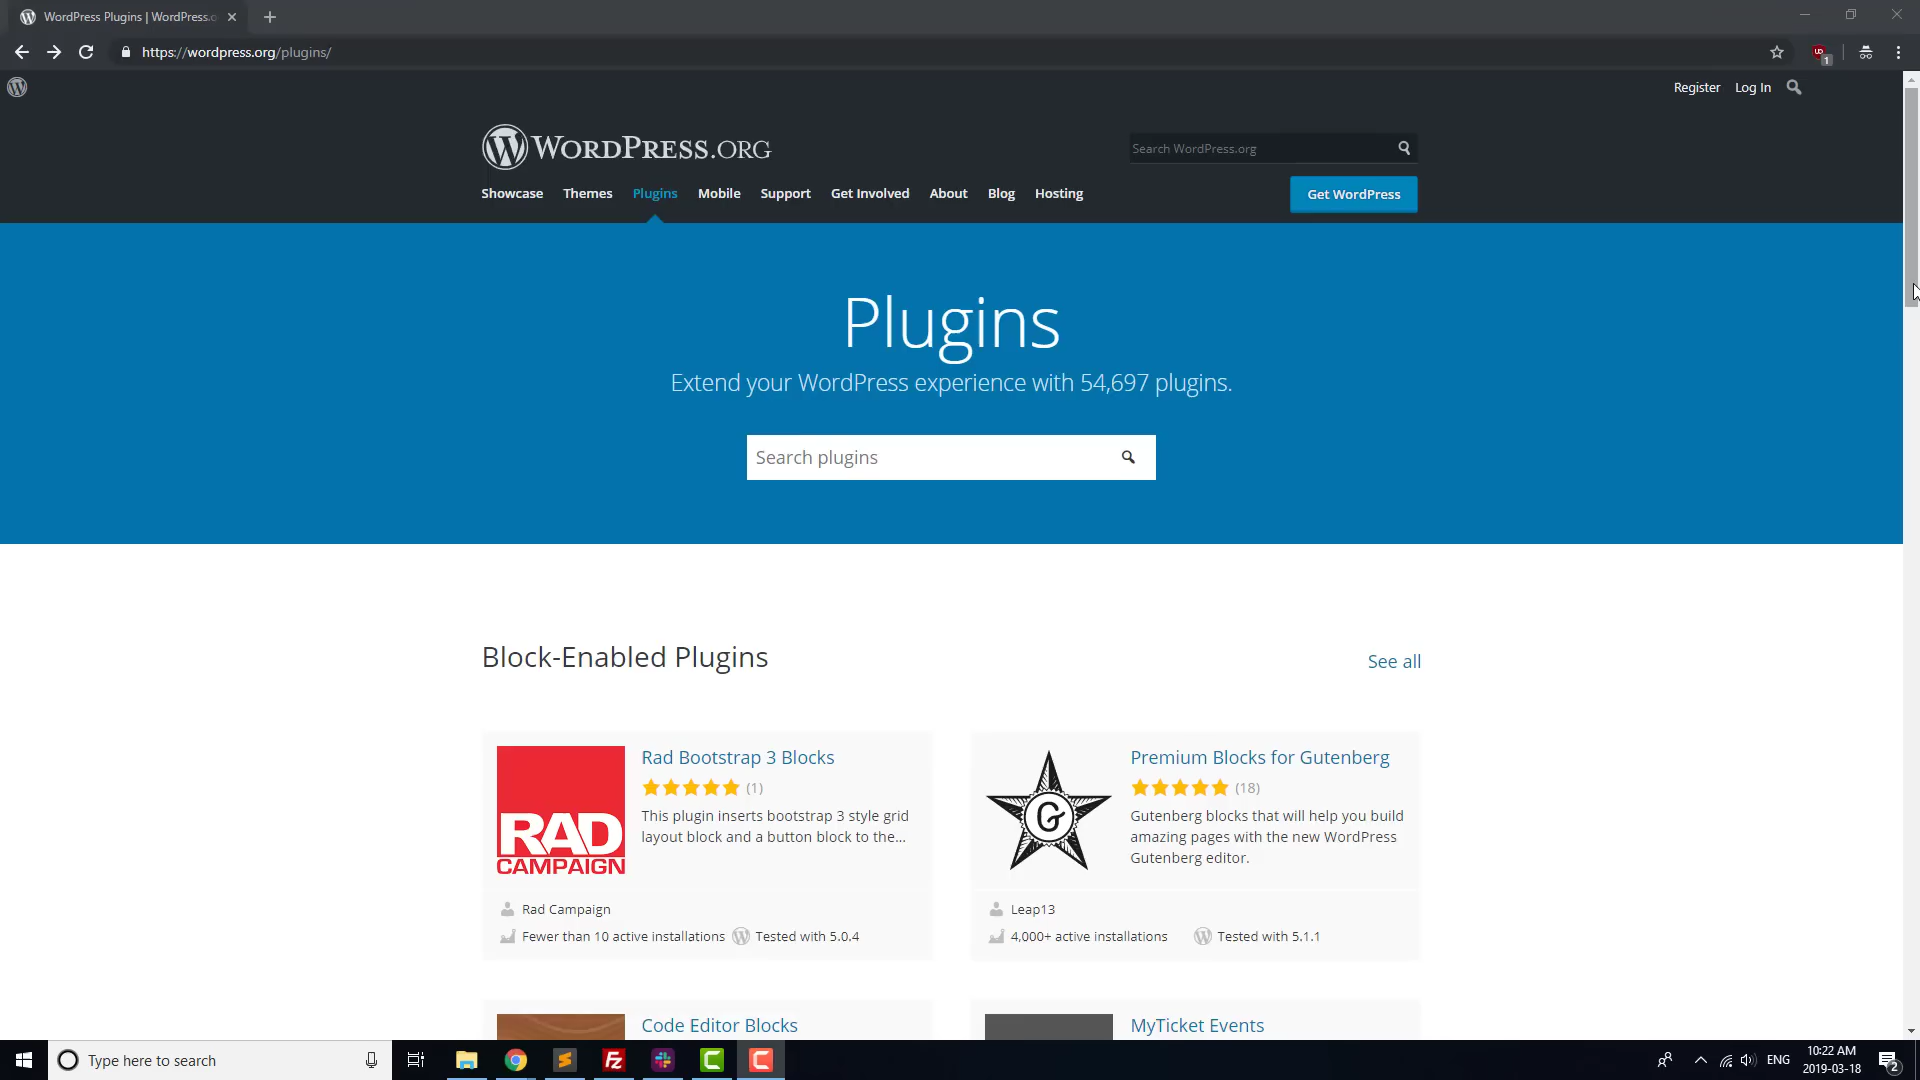 WordPress Plugins | WordPress.o
https://wordpress.org/plugins/
1
Register Log In
WORDPRESS.ORG
Search WordPress.org
Showcase Themes Plugins Mobile Support Get Involved About Blog Hosting
Get WordPress
Plugins
Extend your WordPress experience with 54,697 plugins.
Search plugins
Block-Enabled Plugins
See all
RAD
CAMPAIGN
Rad Bootstrap 3 Blocks
(1)
This plugin inserts bootstrap 3 style grid
layout block and a button block to the...
Rad Campaign
Fewer than 10 active installations Tested with 5.0.4
G
Premium Blocks for Gutenberg
(18)
Gutenberg blocks that will help you build
amazing pages with the new WordPress
Gutenberg editor.
Leap13
4,000+ active installations Tested with 5.1.1
Code Editor Blocks
MyTicket Events
Type here to search
Fz
ENG
10:22 AM
2019-03-18
2